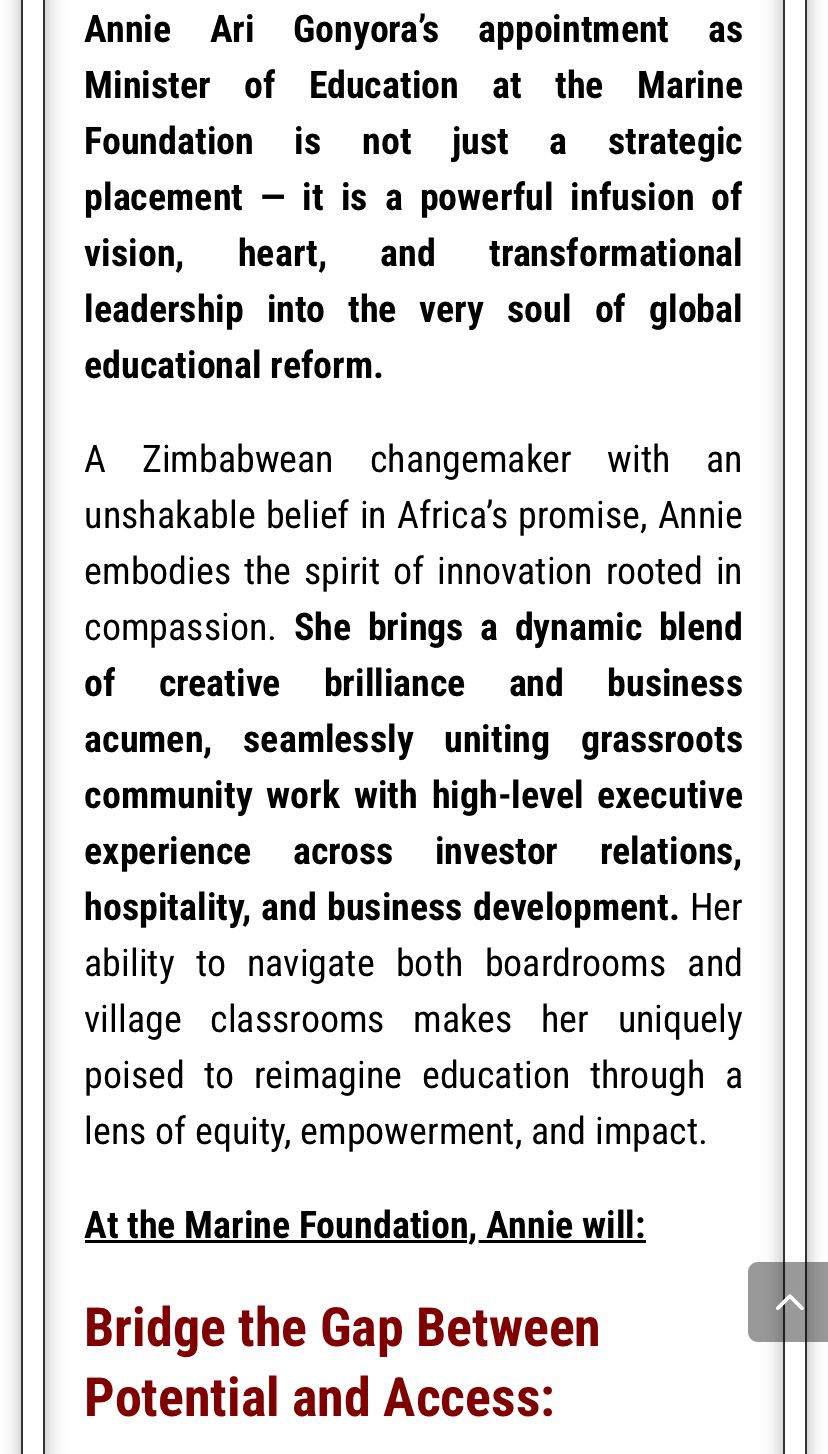 Annie Ari Gonyora’s appointment as
Minister of Education at the Marine
Foundation is not just a strategic
placement — it is a powerful infusion of
vision, heart, and transformational
leadership into the very soul of global
educational reform.
A Zimbabwean changemaker with an
unshakable belief in Africa’s promise, Annie
embodies the spirit of innovation rooted in
compassion. She brings a dynamic blend
of creative brilliance and business
acumen, seamlessly uniting grassroots
community work with high-level executive
experience across investor relations,
hospitality, and business development. Her
ability to navigate both boardrooms and
village classrooms makes her uniquely
poised to reimagine education through a
lens of equity, empowerment, and impact.
At the Marine Foundation, Annie will:
Bridge the Gap Between
Potential and Access: